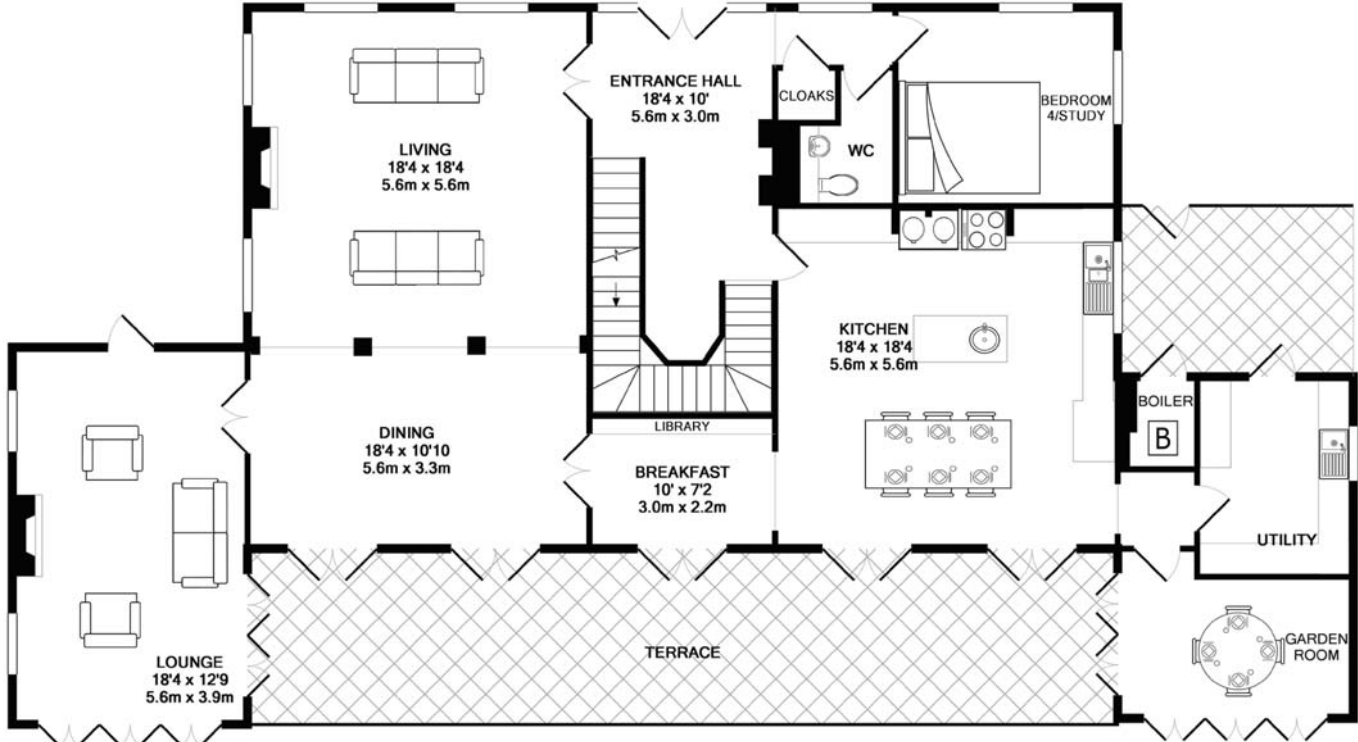 ENTRANCE HALL
18'4 x 10'
5.6m x 3.0m
CLOAKS
BEDROOM
4/STUDY
WC
LIVING
18'4 x 18'4
5.6m x 5.6m
KITCHEN
18'4 x 18'4
5.6m x 5.6m
BOILER
B
LIBRARY
DINING
18'4 x 10'10
5.6m x 3.3m
BREAKFAST
10' x 7'2
3.0m x 2.2m
UTILITY
LOUNGE
18'4 x 12'9
5.6m x 3.9m
TERRACE
GARDEN
ROOM